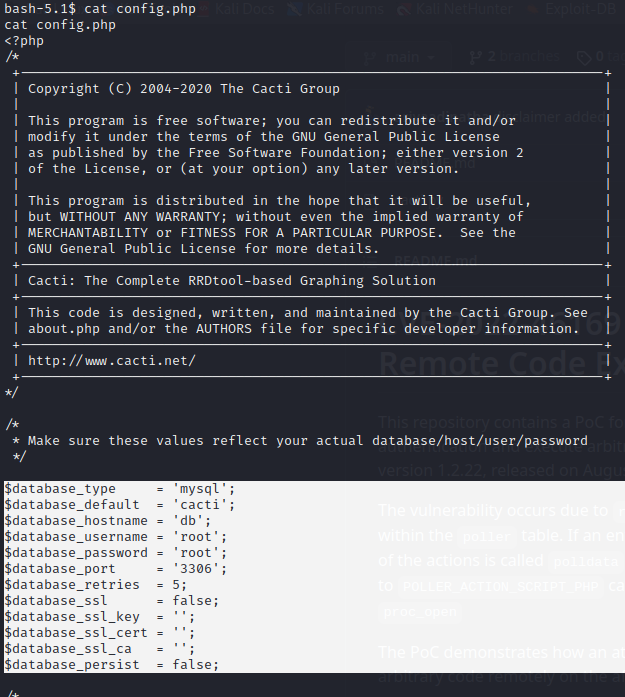 bash-5.1$ cat config.php
cat config.php
<?php
/*
 +-------------------------------------------------------------------------+
 | Copyright (C) 2004-2020 The Cacti Group                                 |
 |                                                                         |
 | This program is free software; you can redistribute it and/or           |
 | modify it under the terms of the GNU General Public License             |
 | as published by the Free Software Foundation; either version 2          |
 | of the License, or (at your option) any later version.                  |
 |                                                                         |
 | This program is distributed in the hope that it will be useful,         |
 | but WITHOUT ANY WARRANTY; without even the implied warranty of          |
 | MERCHANTABILITY or FITNESS FOR A PARTICULAR PURPOSE.  See the           |
 | GNU General Public License for more details.                            |
 +-------------------------------------------------------------------------+
 | Cacti: The Complete RRDtool-based Graphing Solution                     |
 +-------------------------------------------------------------------------+
 | This code is designed, written, and maintained by the Cacti Group. See  |
 | about.php and/or the AUTHORS file for specific developer information.   |
 +-------------------------------------------------------------------------+
 | http://www.cacti.net/                                                   |
 +-------------------------------------------------------------------------+
*/

/*
 * Make sure these values reflect your actual database/host/user/password
 */

$database_type     = 'mysql';
$database_default  = 'cacti';
$database_hostname = 'db';
$database_username = 'root';
$database_password = 'root';
$database_port     = '3306';
$database_retries  = 5;
$database_ssl      = false;
$database_ssl_key  = '';
$database_ssl_cert = '';
$database_ssl_ca   = '';
$database_persist  = false;

/*
Kali Docs
Kali Forums
Kali NetHunter
Exploit-DB
main
2 branches
README.md
Remote Code Ex
This repository contains a PoC fo
version 1.2.22, released on Augu
The vulnerability occurs due to
within the poller table. If an en
of the actions is called polldata
to POLLER_ACTION_SCRIPT_PHP ca
proc_open
The PoC demonstrates how an at
arbitrary code remotely on the a